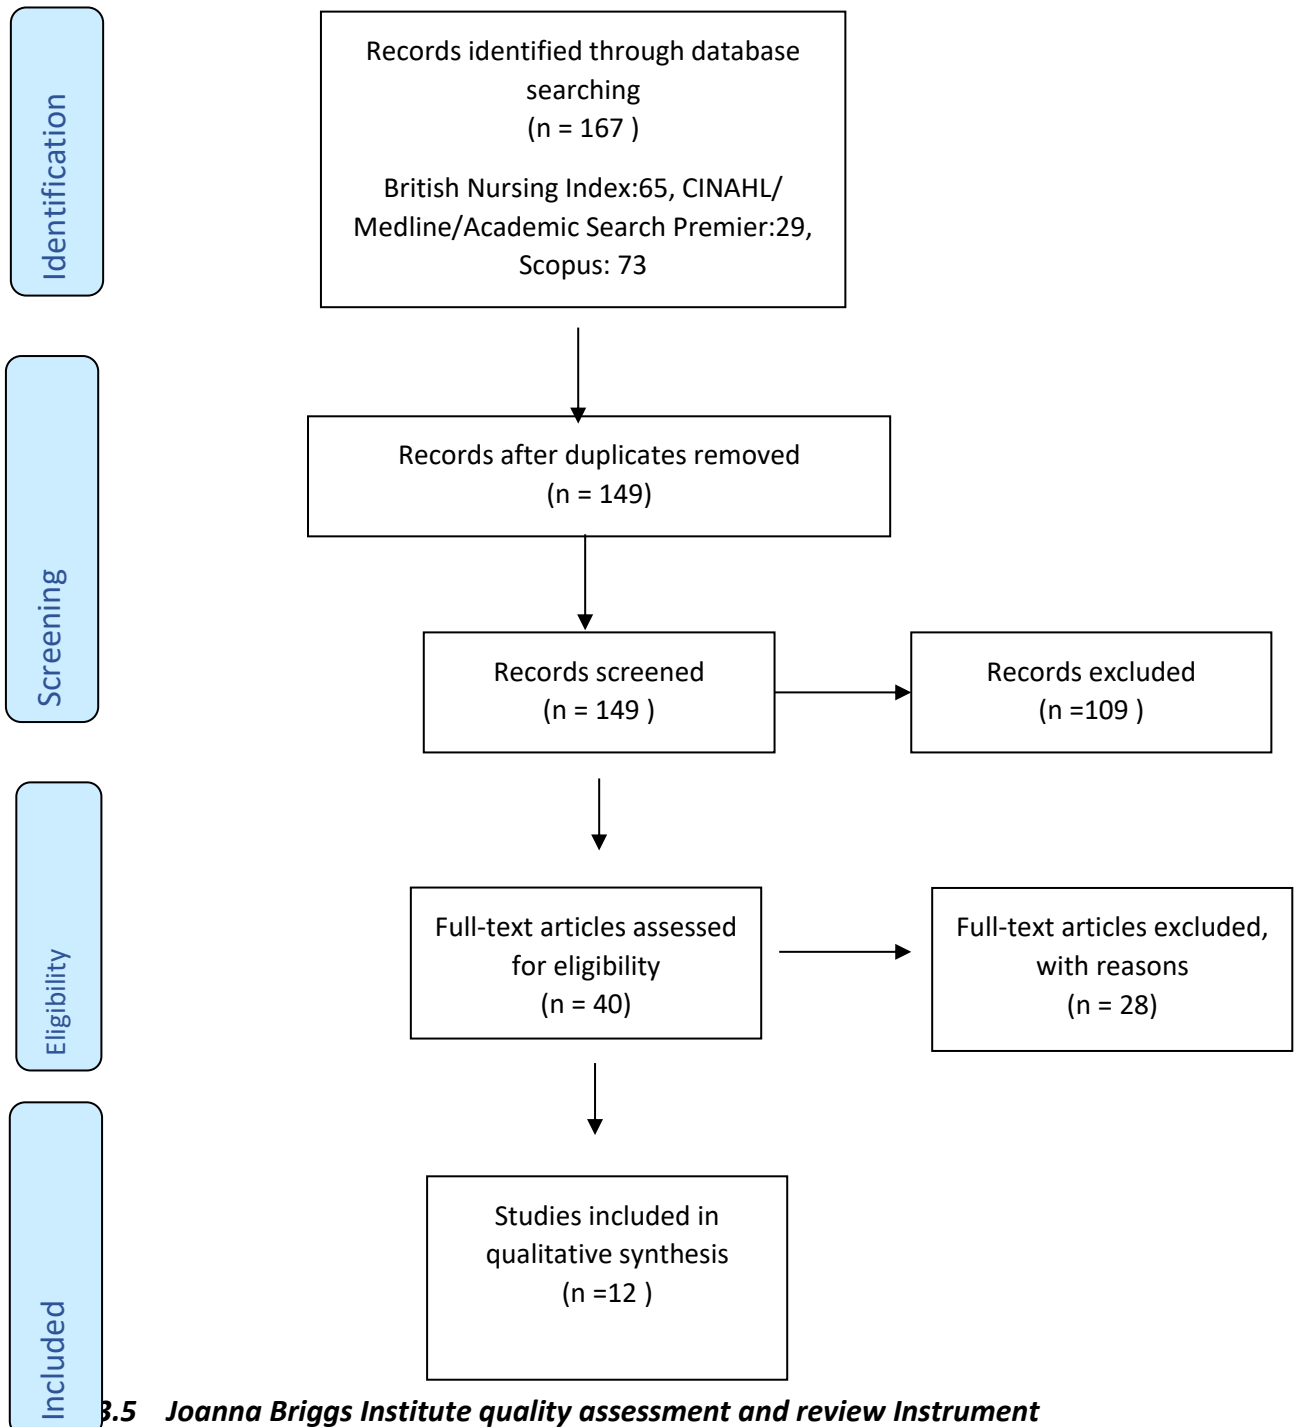 Identification
Records identified through database
searching
(n = 167 )
British Nursing Index:65, CINAHL/
Medline/Academic Search Premier:29,
Scopus: 73
Screening
Records after duplicates removed
(n = 149)
Records screened
(n = 149 )
Records excluded
(n =109 )
Eligibility
Full-text articles assessed
for eligibility
(n = 40)
Full-text articles excluded,
with reasons
(n = 28)
Included
Studies included in
qualitative synthesis
(n =12 )
3.5 Joanna Briggs Institute quality assessment and review Instrument